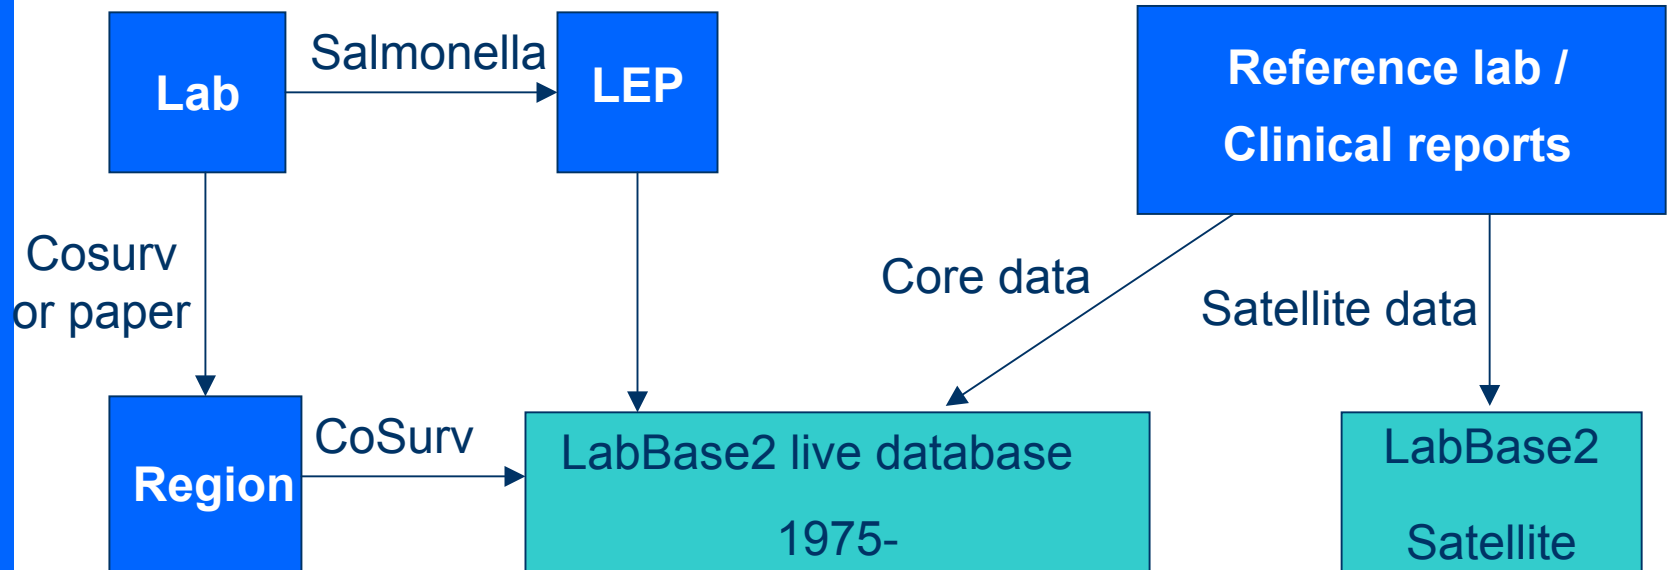 Lab
Salmonella
LEP
Reference lab /
Clinical reports
Cosurv
or paper
Core data
Satellite data
Region
CoSurv
LabBase2 live database
1975-
LabBase2
Satellite